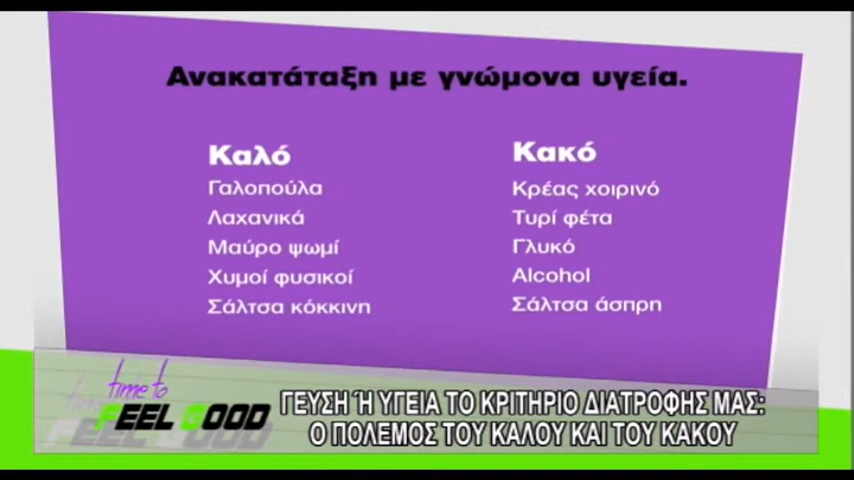 Ανακατάταξη με γνώμονα υγεία.
Καλό
Γαλοπούλα
Λαχανικά
Μαύρο ψωμί
Χυμοί φυσικοί
Σάλτσα κόκκινη
Κακό
Κρέας χοιρινό
Τυρί φέτα
Γλυκό
Alcohol
Σάλτσα άσπρη
time to
FEEL GOOD
ΓΕΥΣΗ Ή ΥΓΕΙΑ ΤΟ ΚΡΙΤΗΡΙΟ ΔΙΑΤΡΟΦΗΣ ΜΑΣ:
Ο ΠΟΛΕΜΟΣ ΤΟΥ ΚΑΛΟΥ ΚΑΙ ΤΟΥ ΚΑΚΟΥ